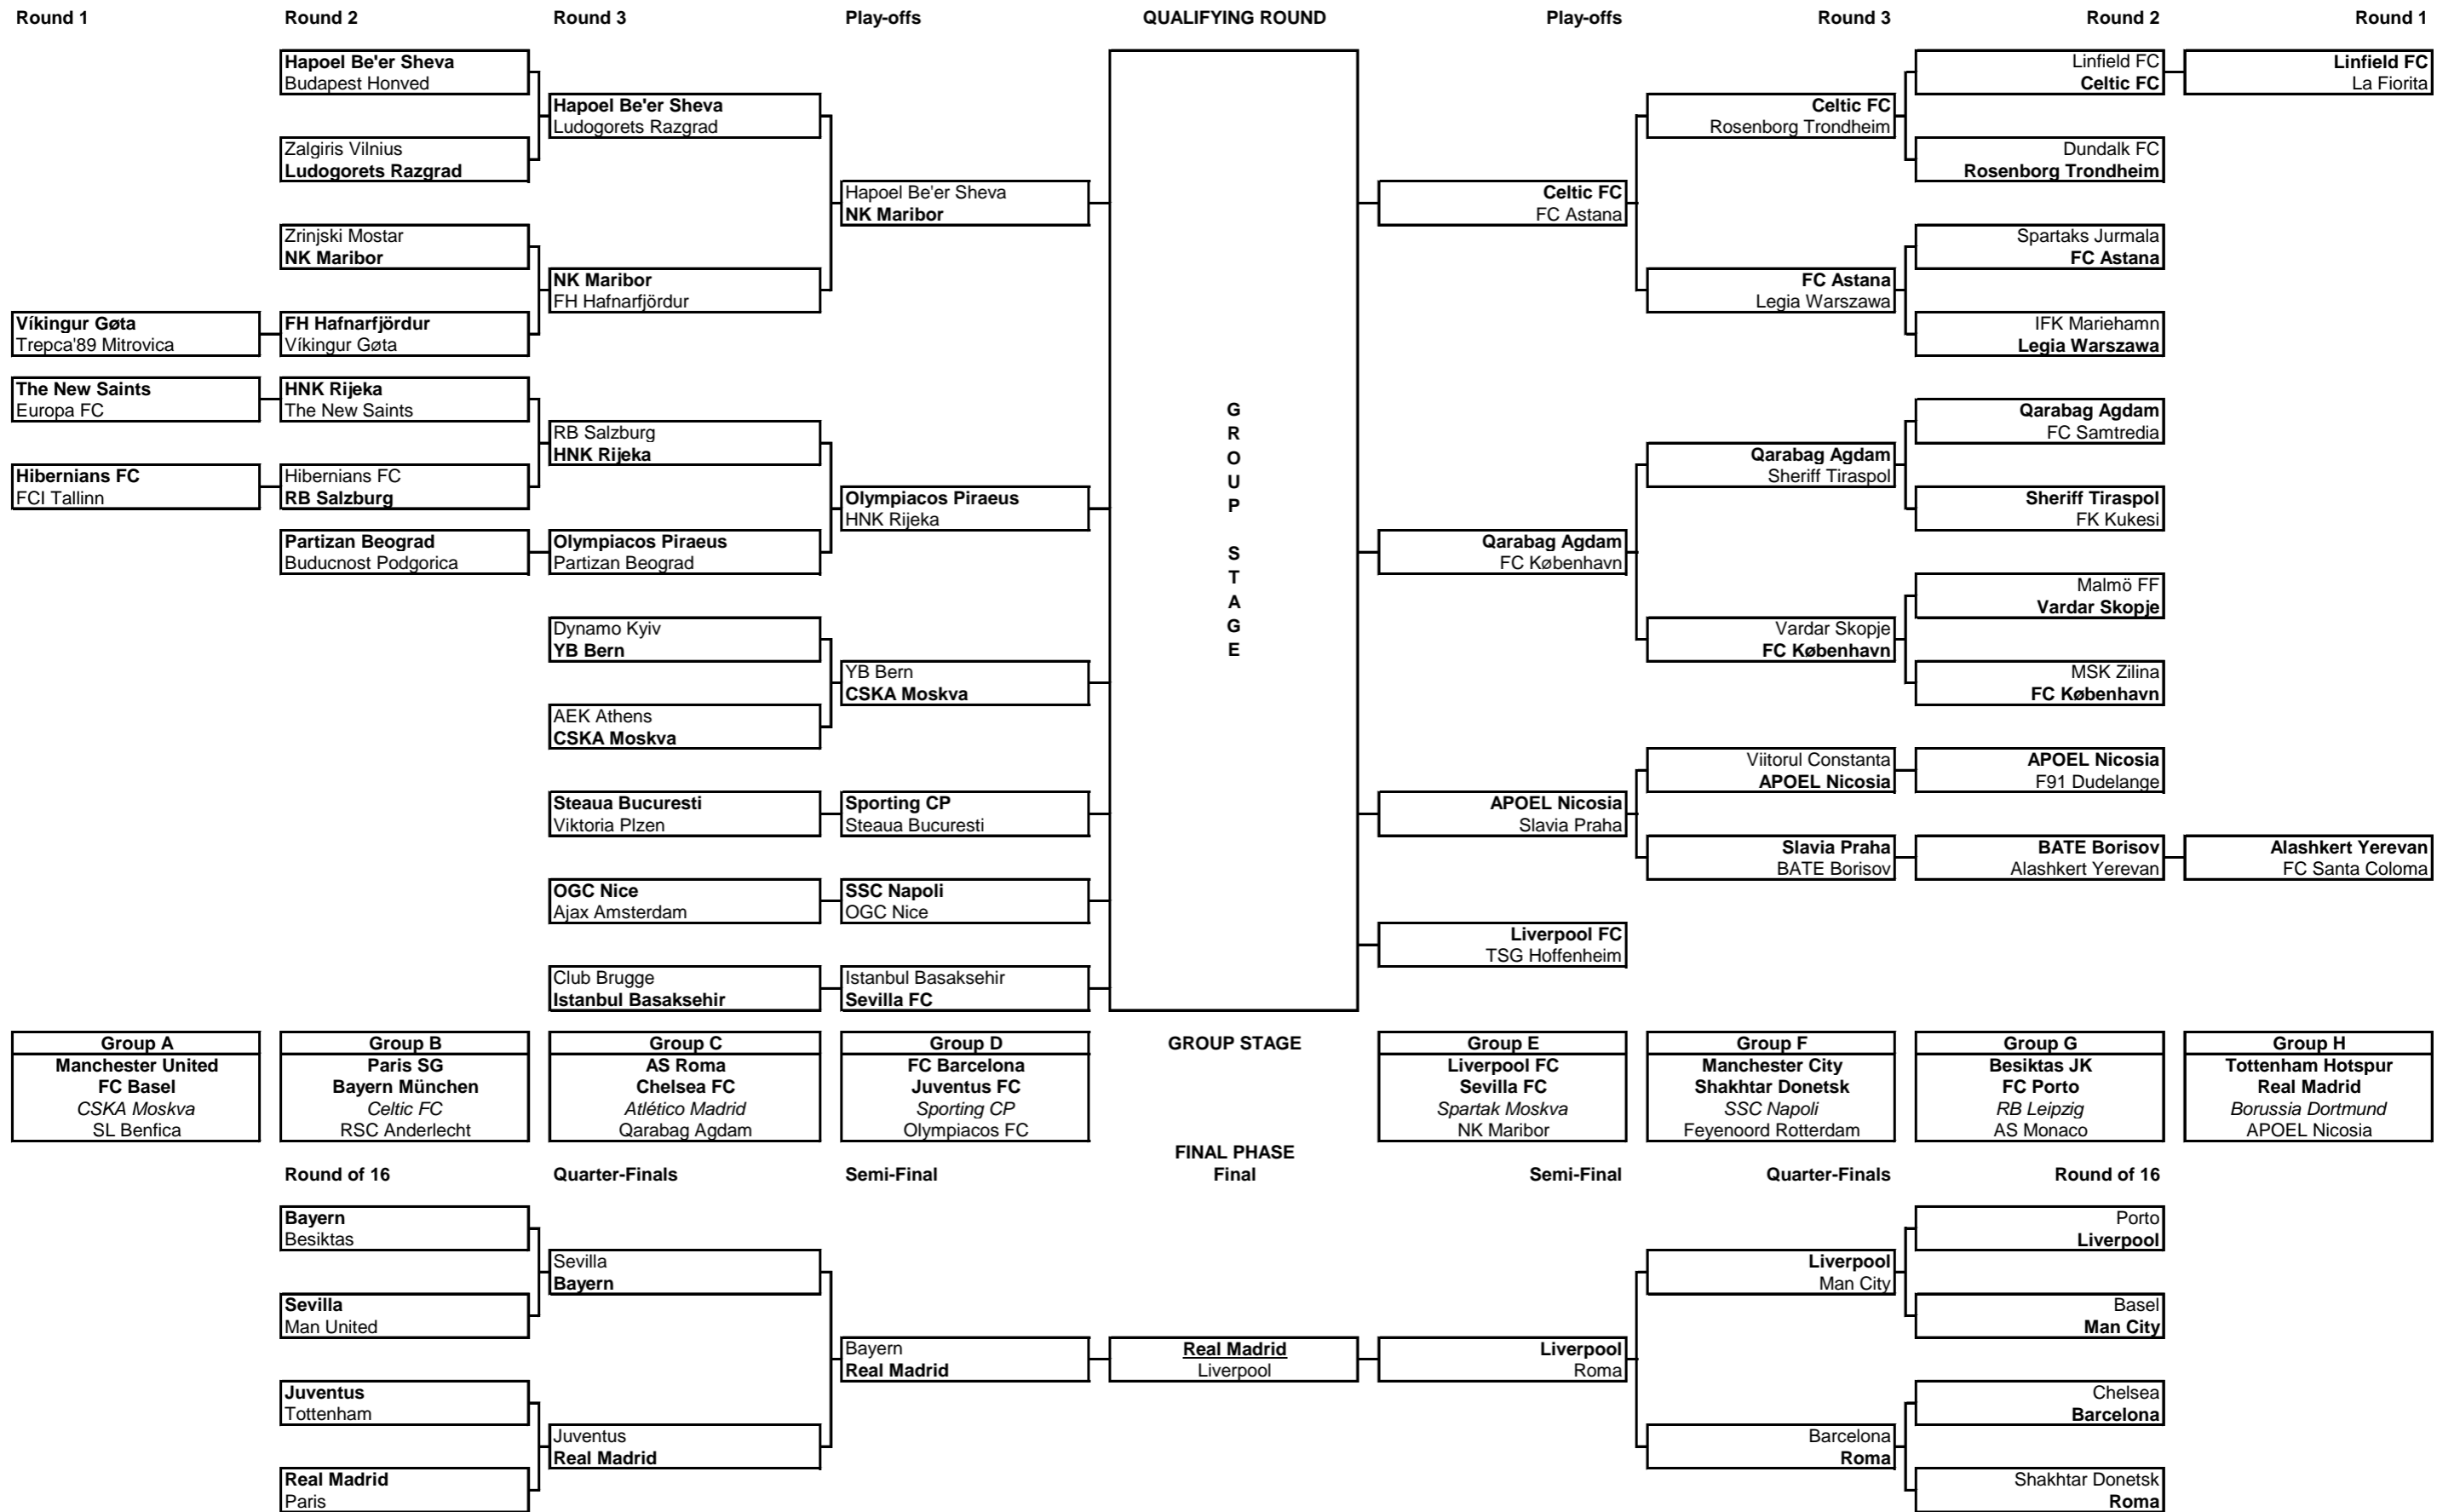 Round 1
Round 2
Round 3
Play-offs
QUALIFYING ROUND
Play-offs
Round 3
Round 2
Round 1
Hapoel Be'er Sheva
Budapest Honved
Zalgiris Vilnius
Ludogorets Razgrad
Zrinjski Mostar
NK Maribor
Víkingur Gøta
Trepca'89 Mitrovica
FH Hafnarfjördur
Víkingur Gøta
The New Saints
Europa FC
HNK Rijeka
The New Saints
Hibernians FC
FCI Tallinn
Hibernians FC
RB Salzburg
Partizan Beograd
Buducnost Podgorica
Hapoel Be'er Sheva
Ludogorets Razgrad
NK Maribor
FH Hafnarfjördur
RB Salzburg
HNK Rijeka
Olympiacos Piraeus
Partizan Beograd
Dynamo Kyiv
YB Bern
AEK Athens
CSKA Moskva
Steaua Bucuresti
Viktoria Plzen
OGC Nice
Ajax Amsterdam
Club Brugge
Istanbul Basaksehir
Hapoel Be'er Sheva
NK Maribor
Olympiacos Piraeus
HNK Rijeka
YB Bern
CSKA Moskva
Sporting CP
Steaua Bucuresti
SSC Napoli
OGC Nice
Istanbul Basaksehir
Sevilla FC
G
R
O
U
P
S
T
A
G
E
Celtic FC
FC Astana
Qarabag Agdam
FC København
APOEL Nicosia
Slavia Praha
Liverpool FC
TSG Hoffenheim
Celtic FC
Rosenborg Trondheim
FC Astana
Legia Warszawa
Qarabag Agdam
Sheriff Tiraspol
Vardar Skopje
FC København
Viitorul Constanta
APOEL Nicosia
Slavia Praha
BATE Borisov
Linfield FC
Celtic FC
Dundalk FC
Rosenborg Trondheim
Spartaks Jurmala
FC Astana
IFK Mariehamn
Legia Warszawa
Qarabag Agdam
FC Samtredia
Sheriff Tiraspol
FK Kukesi
Malmö FF
Vardar Skopje
MSK Zilina
FC København
APOEL Nicosia
F91 Dudelange
BATE Borisov
Alashkert Yerevan
Linfield FC
La Fiorita
Alashkert Yerevan
FC Santa Coloma
Group A
Manchester United
FC Basel
CSKA Moskva
SL Benfica
Group B
Paris SG
Bayern München
Celtic FC
RSC Anderlecht
Group C
AS Roma
Chelsea FC
Atlético Madrid
Qarabag Agdam
Group D
FC Barcelona
Juventus FC
Sporting CP
Olympiacos FC
GROUP STAGE
Group E
Liverpool FC
Sevilla FC
Spartak Moskva
NK Maribor
Group F
Manchester City
Shakhtar Donetsk
SSC Napoli
Feyenoord Rotterdam
Group G
Besiktas JK
FC Porto
RB Leipzig
AS Monaco
Group H
Tottenham Hotspur
Real Madrid
Borussia Dortmund
APOEL Nicosia
FINAL PHASE
Round of 16
Quarter-Finals
Semi-Final
Final
Semi-Final
Quarter-Finals
Round of 16
Bayern
Besiktas
Sevilla
Man United
Juventus
Tottenham
Real Madrid
Paris
Sevilla
Bayern
Juventus
Real Madrid
Bayern
Real Madrid
Real Madrid
Liverpool
Liverpool
Roma
Liverpool
Man City
Barcelona
Roma
Porto
Liverpool
Basel
Man City
Chelsea
Barcelona
Shakhtar Donetsk
Roma